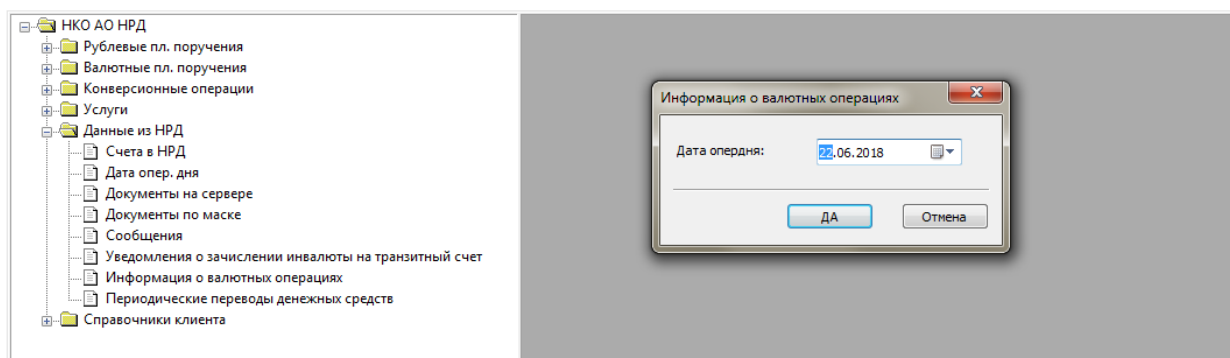 НКО АО НРД
Рублевые пл. поручения
Валютные пл. поручения
Конверсионные операции
Услуги
Данные из НРД
Счета в НРД
Дата опер. дня
Документы на сервере
Документы по маске
Сообщения
Уведомления о зачислении инвалюты на транзитный счет
Информация о валютных операциях
Периодические переводы денежных средств
Справочники клиента
Информация о валютных операциях
Дата опердня: 22.06.2018
ДА Отмена